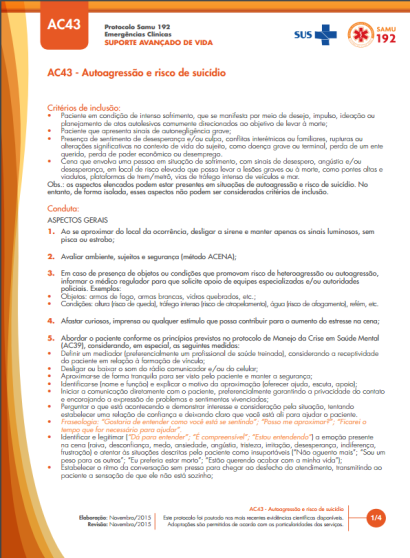 AC43
Protocolo Samu 192
Emergências Clínicas
SUPORTE AVANÇADO DE VIDA
SUS
SAMU
192
AC43 - Autoagressão e risco de suicídio
Critérios de inclusão:
• Paciente em condição de intenso sofrimento, que se manifesta por meio de desejo, impulso, ideação ou
planejamento de atos autolesivos comumente direcionados ao objetivo de levar à morte;
• Paciente que apresenta sinais de autonegligência grave;
• Presença de sentimento de desesperança e/ou culpa, conflitos interétnicos ou familiares, rupturas ou
alterações significativas no contexto de vida do sujeito, como doença grave ou terminal, perda de um ente
querido, perda de poder econômico ou desemprego.
• Cena que envolva uma pessoa em situação de sofrimento, com sinais de desespero, angústia e/ou
desesperança, em local de risco elevado que possa levar a lesões graves ou à morte, como pontes altas e
viadutos, plataformas de trem/metrô, vias de tráfego intenso de veículos e mar.
Obs.: os aspectos elencados podem estar presentes em situações de autoagressão e risco de suicídio. No
entanto, de forma isolada, esses aspectos não podem ser considerados critérios de inclusão.
Conduta:
ASPECTOS GERAIS
1. Ao se aproximar do local da ocorrência, desligar a sirene e manter apenas os sinais luminosos, sem
pisca ou estrobo;
2. Avaliar ambiente, sujeitos e segurança (método ACENA);
3. Em caso de presença de objetos ou condições que promovam risco de heteroagressão ou autoagressão,
informar o médico regulador para que solicite apoio de equipes especializadas e/ou autoridades
policiais. Exemplos:
• Objetos: armas de fogo, armas brancas, vidros quebrados, etc.;
• Condições: altura (risco de queda), tráfego intenso (risco de atropelamento), água (risco de afogamento), refém, etc.
4. Afastar curiosos, imprensa ou qualquer estímulo que possa contribuir para o aumento do estresse na cena;
5. Abordar o paciente conforme os princípios previstos no protocolo de Manejo da Crise em Saúde Mental
(AC39), considerando, em especial, as seguintes medidas:
• Definir um mediador (preferencialmente um profissional de saúde treinado), considerando a receptividade
do paciente em relação à formação de vínculo;
• Desligar ou baixar o som do rádio comunicador e/ou do celular;
• Aproximar-se de forma tranquila para ser visto pelo paciente e manter a segurança;
• Identificar-se (nome e função) e explicar o motivo da aproximação (oferecer ajuda, escuta, apoio);
• Iniciar a comunicação diretamente com o paciente, preferencialmente garantindo a privacidade do contato
e encorajando a expressão de problemas e sentimentos vivenciados;
• Perguntar o que está acontecendo e demonstrar interesse e consideração pela situação, tentando
estabelecer uma relação de confiança e deixando claro que você está ali para ajudar o paciente.
• Fraseologia: "Gostaria de entender como você está se sentindo"; "Posso me aproximar?"; "Ficarei o
tempo que for necessário para ajudar".
• Identificar e legitimar ("Dá para entender", "É compreensível"; "Estou entendendo") a emoção presente
na cena (raiva, desconfiança, medo, ansiedade, angústia, tristeza, irritação, desesperança, indiferença,
frustração) e atentar às situações descritas pelo paciente como insuportáveis ("Não aguento mais"; "Sou um
peso para os outros"; "Eu preferia estar morto"; "Estão querendo acabar com a minha vida");
• Estabelecer o ritmo da conversação sem pressa para chegar ao desfecho do atendimento, transmitindo ao
paciente a sensação de que ele não está sozinho;
AC43 - Autoagressão e risco de suicídio
Elaboração: Novembro/2015
Revisão: Novembro/2015
Este protocolo foi pautado nas mais recentes evidências científicas disponíveis.
Adaptações são permitidas de acordo com as particularidades dos serviços.
1/4